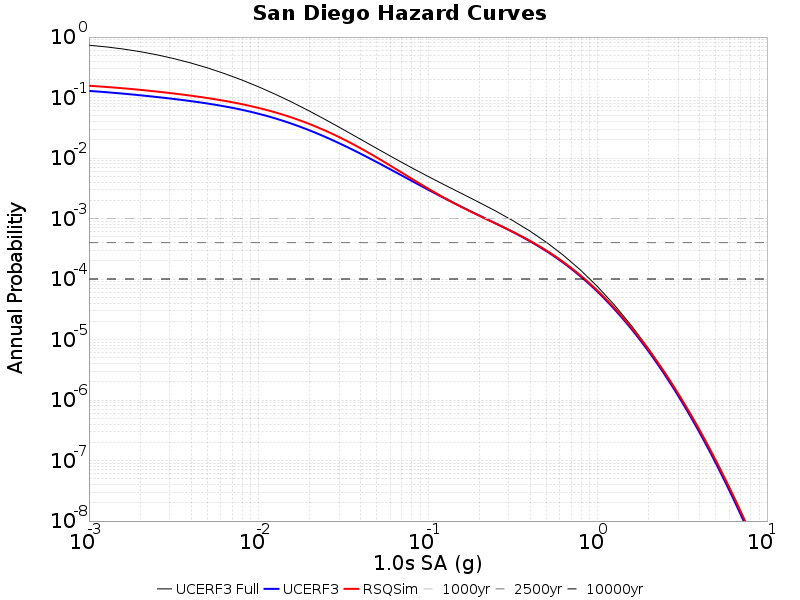 San Diego Hazard Curves
10^0
10^-1
10^-2
10^-3
10^-4
10^-5
10^-6
10^-7
10^-8
Annual Probabilitiy
10^-3 10^-2 10^-1 10^0 10^1
1.0s SA (g)
UCERF3 Full UCERF3 RSQSim 1000yr 2500yr 10000yr